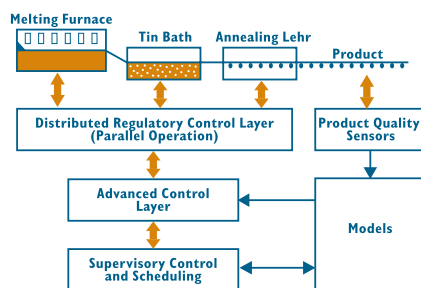 Melting Furnace
Tin Bath
Annealing Lehr
Product
Distributed Regulatory Control Layer
(Parallel Operation)
Product Quality
Sensors
Advanced Control
Layer
Models
Supervisory Control
and Scheduling